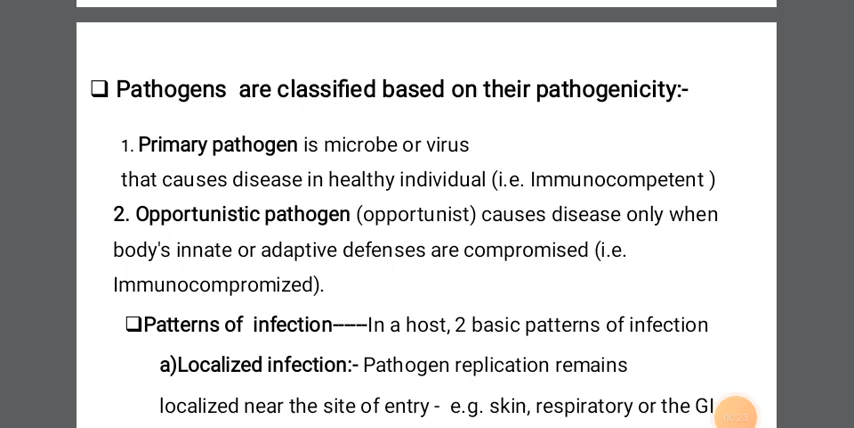 ❑ Pathogens are classified based on their pathogenicity:-
1. Primary pathogen is microbe or virus
that causes disease in healthy individual (i.e. Immunocompetent )
2. Opportunistic pathogen (opportunist) causes disease only when
body's innate or adaptive defenses are compromised (i.e.
Immunocompromized).
❑Patterns of infection-----In a host, 2 basic patterns of infection
a)Localized infection:- Pathogen replication remains
localized near the site of entry - e.g. skin, respiratory or the GI
00:23